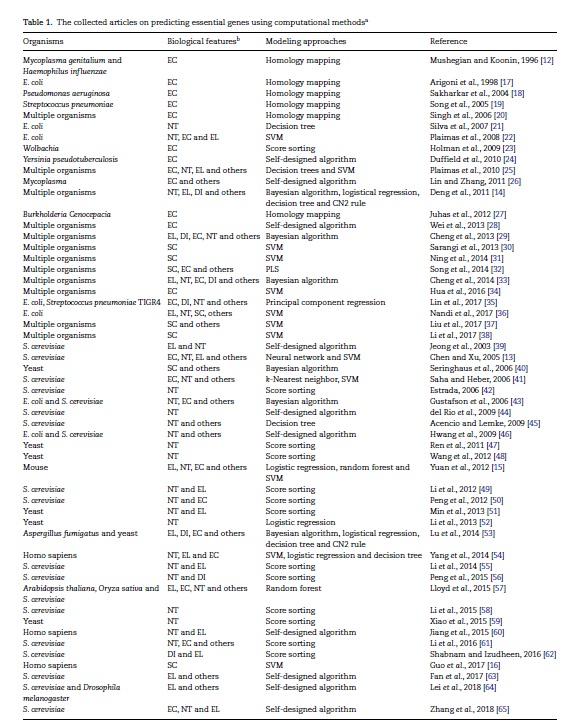 Table 1. The collected articles on predicting essential genes using computational methodsᵃ
Organisms Biological featuresᵇ Modeling approaches Reference
Mycoplasma genitalium and EC Homology mapping Mushegian and Koonin, 1996 [12]
Haemophilus influenzae
E. coli EC Homology mapping Arigoni et al., 1998 [17]
Pseudomonas aeruginosa EC Homology mapping Sakharkar et al., 2004 [18]
Streptococcus pneumoniae EC Homology mapping Song et al., 2005 [19]
Multiple organisms EC Homology mapping Singh et al., 2006 [20]
E. coli NT Decision tree Silva et al., 2007 [21]
E. coli NT, EC and EL SVM Plaimas et al., 2008 [22]
Wolbachia EC Score sorting Holman et al., 2009 [23]
Yersinia pseudotuberculosis EC Self-designed algorithm Duffield et al., 2010 [24]
Multiple organisms EC, NT, EL and others Decision trees and SVM Plaimas et al., 2010 [25]
Mycoplasma EC and others Self-designed algorithm Lin and Zhang, 2011 [26]
Multiple organisms NT, EL, DI and others Bayesian algorithm, logistical regression, Deng et al., 2011 [14]
decision tree and CN2 rule
Burkholderia Cenocepacia EC Homology mapping Juhas et al., 2012 [27]
Multiple organisms EC Self-designed algorithm Wei et al., 2013 [28]
Multiple organisms EL, DI, EC, NT and others Bayesian algorithm Cheng et al., 2013 [29]
Multiple organisms SC SVM Sarangi et al., 2013 [30]
Multiple organisms SC SVM Ning et al., 2014 [31]
Multiple organisms SC, EC and others PLS Song et al., 2014 [32]
Multiple organisms EL, NT, EC, DI and others Bayesian algorithm Cheng et al., 2014 [33]
Multiple organisms EC SVM Hua et al., 2016 [34]
E. coli, Streptococcus pneumoniae TIGR4 EC, DI, NT and others Principal component regression Lin et al., 2017 [35]
E. coli EL, NT, SC, others SVM Nandi et al., 2017 [36]
Multiple organisms SC and others SVM Liu et al., 2017 [37]
Multiple organisms SC SVM Li et al., 2017 [38]
S. cerevisiae EL and NT Self-designed algorithm Jeong et al., 2003 [39]
S. cerevisiae EC, NT, EL and others Neural network and SVM Chen and Xu, 2005 [13]
Yeast SC and others Bayesian algorithm Seringhaus et al., 2006 [40]
S. cerevisiae EC, NT and others k-Nearest neighbor, SVM Saha and Heber, 2006 [41]
S. cerevisiae NT Score sorting Estrada, 2006 [42]
E. coli and S. cerevisiae NT, EC and others Bayesian algorithm Gustafson et al., 2006 [43]
S. cerevisiae NT Self-designed algorithm del Rio et al., 2009 [44]
S. cerevisiae NT and others Decision tree Acencio and Lemke, 2009 [45]
E. coli and S. cerevisiae NT and others Self-designed algorithm Hwang et al., 2009 [46]
Yeast NT Score sorting Ren et al., 2011 [47]
Yeast NT Score sorting Wang et al., 2012 [48]
Mouse EL, NT, EC and others Logistic regression, random forest and Yuan et al., 2012 [15]
SVM
S. cerevisiae NT and EL Score sorting Li et al., 2012 [49]
S. cerevisiae NT and EC Score sorting Peng et al., 2012 [50]
Yeast NT and EL Score sorting Min et al., 2013 [51]
Yeast NT Logistic regression Li et al., 2013 [52]
Aspergillus fumigatus and yeast EL, DI, EC and others Bayesian algorithm, logistical regression, Lu et al., 2014 [53]
decision tree and CN2 rule
Homo sapiens NT, EL and EC SVM, logistic regression and decision tree Yang et al., 2014 [54]
S. cerevisiae NT and EL Score sorting Li et al., 2014 [55]
S. cerevisiae NT and DI Score sorting Peng et al., 2015 [56]
Arabidopsis thaliana, Oryza sativa and EL, EC, NT and others Random forest Lloyd et al., 2015 [57]
S. cerevisiae
S. cerevisiae NT Score sorting Li et al., 2015 [58]
Yeast NT Score sorting Xiao et al., 2015 [59]
Homo sapiens NT and EL Self-designed algorithm Jiang et al., 2015 [60]
S. cerevisiae NT, EC and others Score sorting Li et al., 2016 [61]
S. cerevisiae DI and EL Score sorting Shabnam and Izudheen, 2016 [62]
Homo sapiens SC SVM Guo et al., 2017 [16]
S. cerevisiae EL and others Self-designed algorithm Fan et al., 2017 [63]
S. cerevisiae and Drosophila EL and others Self-designed algorithm Lei et al., 2018 [64]
melanogaster
S. cerevisiae EC, NT and EL Self-designed algorithm Zhang et al., 2018 [65]